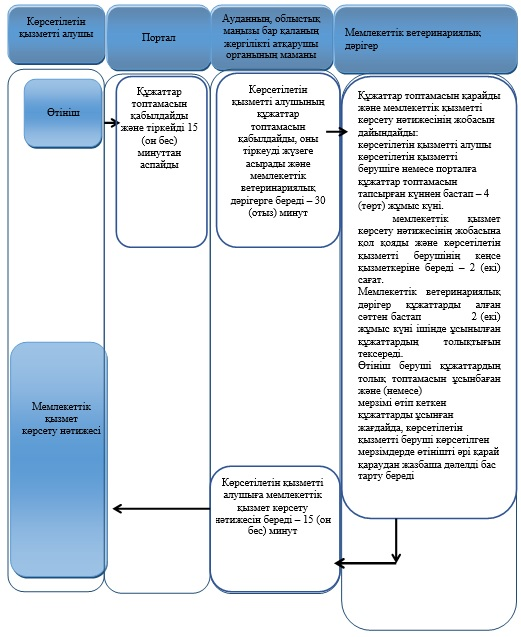 Көрсетілетін
қызметті алушы
Портал
Ауданның, облыстық
маңызы бар қаланың
жергілікті атқарушы
органының маманы
Мемлекеттік ветеринариялық
дәрігер
Өтініш
Құжаттар
топтамасын
қабылдайды
және тіркейді 15
(он бес)
минуттан
аспайды
Көрсетілетін
қызметті алушының
құжаттар
топтамасын
қабылдайды, оны
тіркеуді жүзеге
асырады және
мемлекеттік
ветеринариялық
дәрігерге береді – 30
(отыз) минут
Құжаттар топтамасын қарайды
және мемлекеттік қызметті
көрсету нәтижесінің жобасын
дайындайды:
көрсетілетін қызметті алушы
көрсетілетін қызметті
берушіге немесе порталға
құжаттар топтамасын
тапсырған күннен бастап – 4
(төрт) жұмыс күні.
мемлекеттік қызмет
көрсету нәтижесінің жобасына
қол қояды және көрсетілетін
қызметті берушінің кеңсе
қызметкеріне береді – 2 (екі)
сағат.
Мемлекеттік ветеринариялық
дәрігер құжаттарды алған
сәттен бастап 2 (екі)
жұмыс күні ішінде ұсынылған
құжаттардың толықтығын
тексереді.
Өтініш беруші құжаттардың
толық топтамасын ұсынбаған
және (немесе)
мерзімі өтіп кеткен
құжаттарды ұсынған
жағдайда, көрсетілетін
қызметті беруші көрсетілген
мерзімдерде өтінішті әрі қарай
қараудан жазбаша дәлелді бас
тарту береді
Мемлекеттік
қызмет
көрсету нәтижесі
Көрсетілетін қызметті
алушыға мемлекеттік
қызмет көрсету
нәтижесін береді – 15 (он
бес) минут